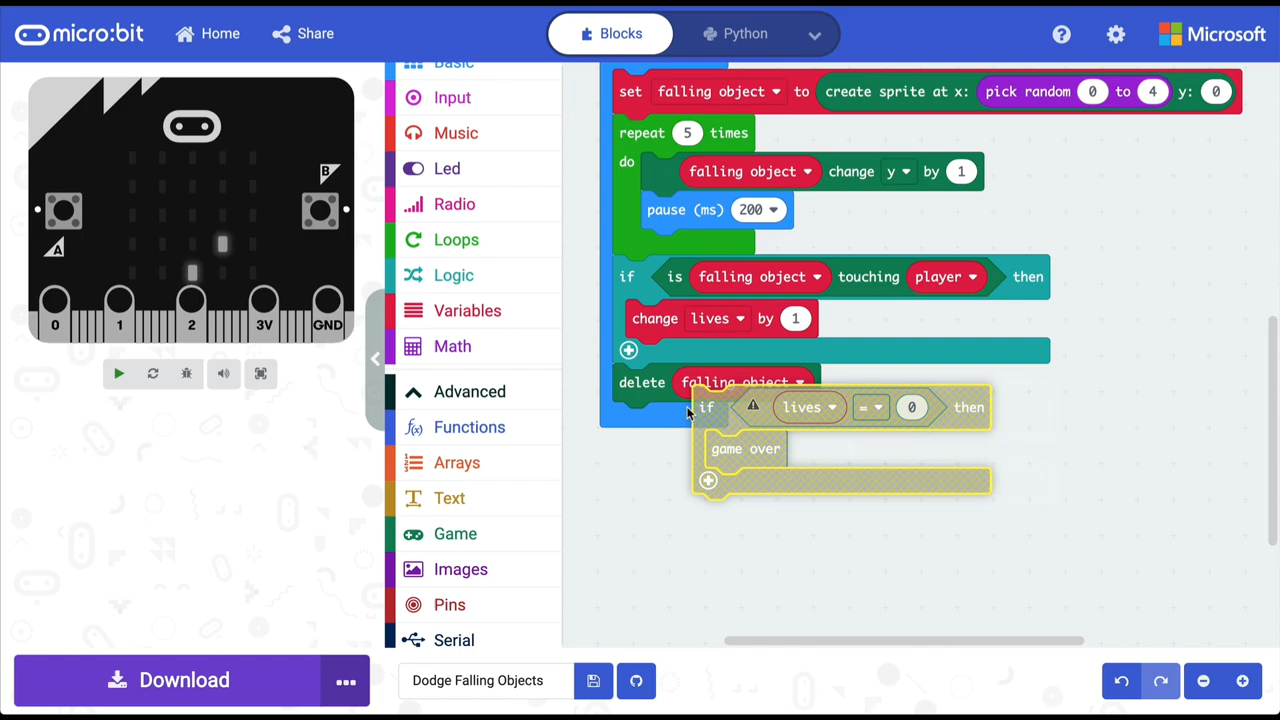 micro:bit
Home
Share
Blocks
Python
Microsoft
Basic
Input
Music
Led
Radio
Loops
Logic
Variables
Math
Advanced
Functions
Arrays
Text
Game
Images
Pins
Serial
A
B
0 1 2 3V GND
set falling object to create sprite at x: pick random 0 to 4 y: 0
repeat 5 times
do falling object change y by 1
pause (ms) 200
if is falling object touching player then
change lives by 1
delete falling object
if lives = 0 then
game over
Download
Dodge Falling Objects